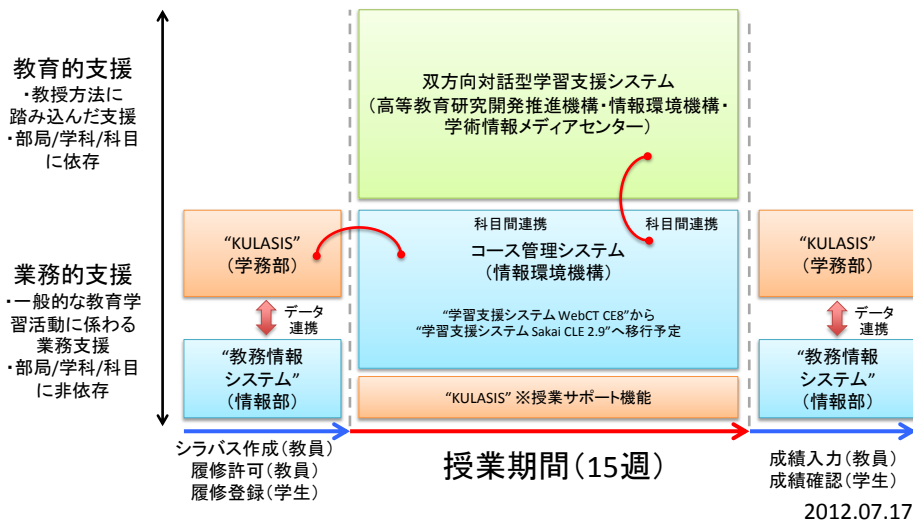 教育的支援
・教授方法に
踏み込んだ支援
・部局/学科/科目
に依存
業務的支援
・一般的な教育学
習活動に係わる
業務支援
・部局/学科/科目
に非依存
双方向対話型学習支援システム
(高等教育研究開発推進機構・情報環境機構・
学術情報メディアセンター)
“KULASIS”
(学務部)
データ
連携
“教務情報
システム”
(情報部)
科目間連携
科目間連携
コース管理システム
(情報環境機構)
“学習支援システム WebCT CE8”から
“学習支援システム Sakai CLE 2.9”へ移行予定
“KULASIS” ※授業サポート機能
“KULASIS”
(学務部)
データ
連携
“教務情報
システム”
(情報部)
シラバス作成(教員)
履修許可(教員)
履修登録(学生)
授業期間(15週)
成績入力(教員)
成績確認(学生)
2012.07.17